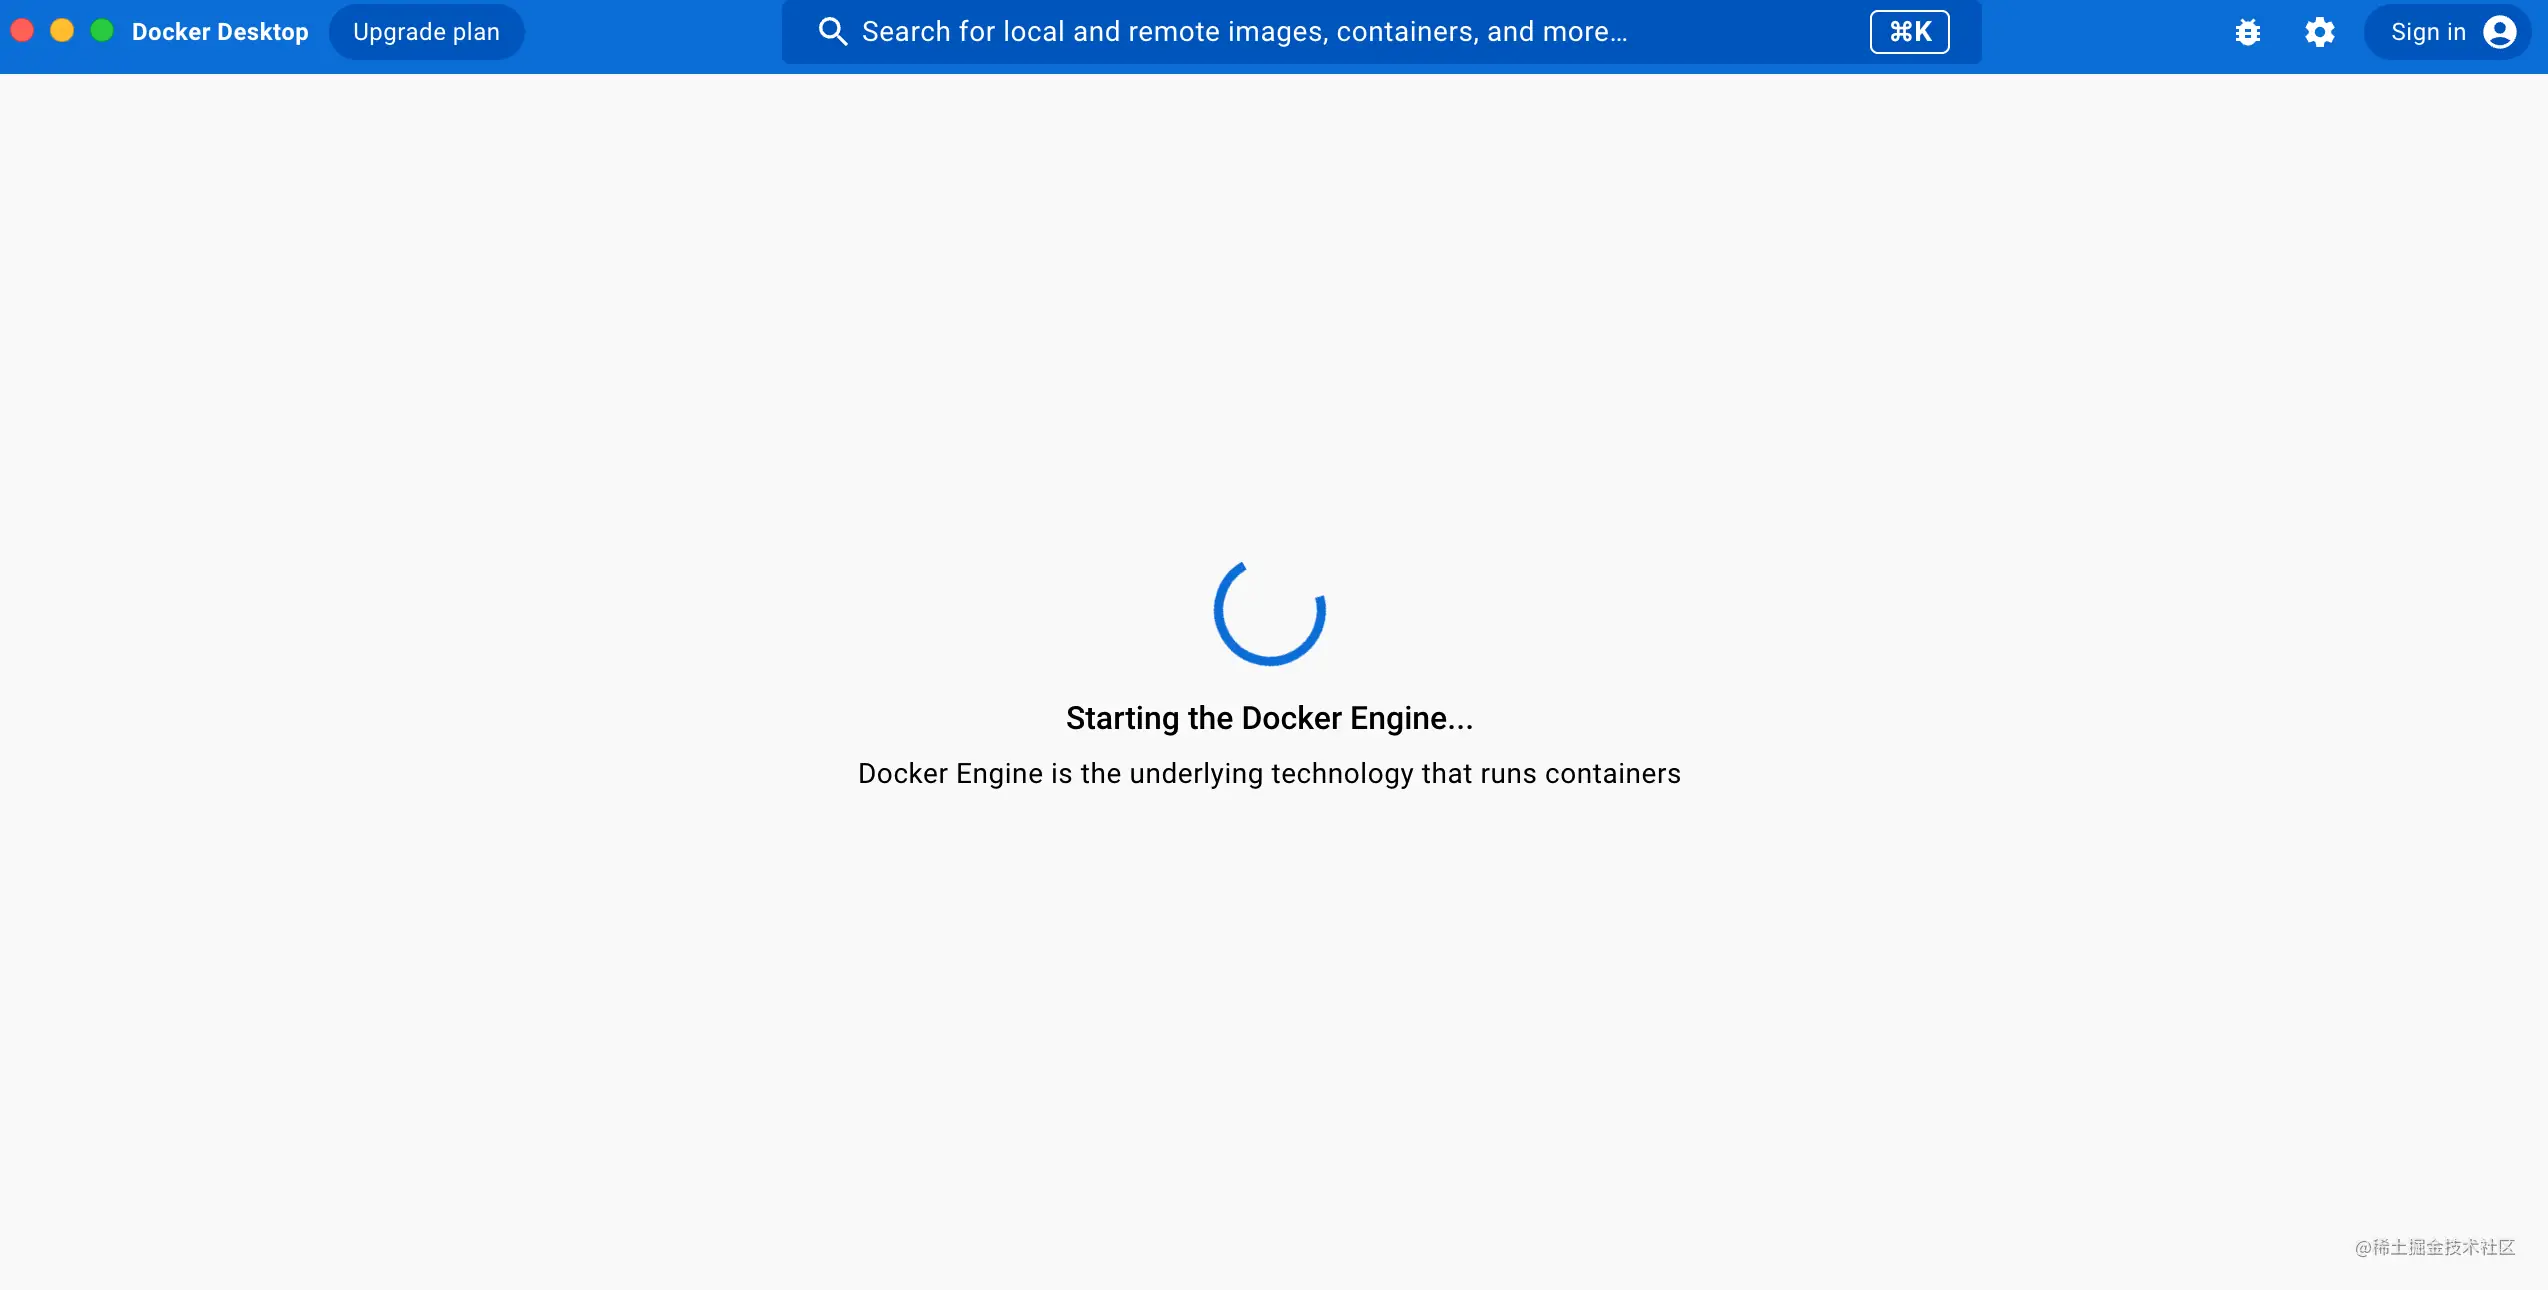 Docker Desktop
Upgrade plan
Search for local and remote images, containers, and more...
⌘K
Sign in
Starting the Docker Engine...
Docker Engine is the underlying technology that runs containers
@稀土掘金技术社区